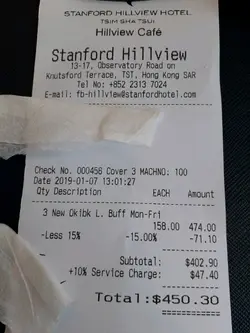 STANFORD HILLVIEW HOTEL
TSIM SHA TSUI
Hillview Café
Stanford Hillview
13-17, Observatory Road on
Knutsford Terrace, TST, Hong Kong SAR
Tel No: +852 2313 7024
E-mail: fb-hillview@stanfordhotel.com
Check No. 000456 Cover 3 MACHNO: 100
Date 2019-01-07 13:01:27
Qty Description EACH Amount
3 New Okibk L. Buff Mon-Fri
158.00 474.00
-Less 15% -15.00% -71.10
Subtotal: $402.90
+10% Service Charge: $47.40
Total:$450.30